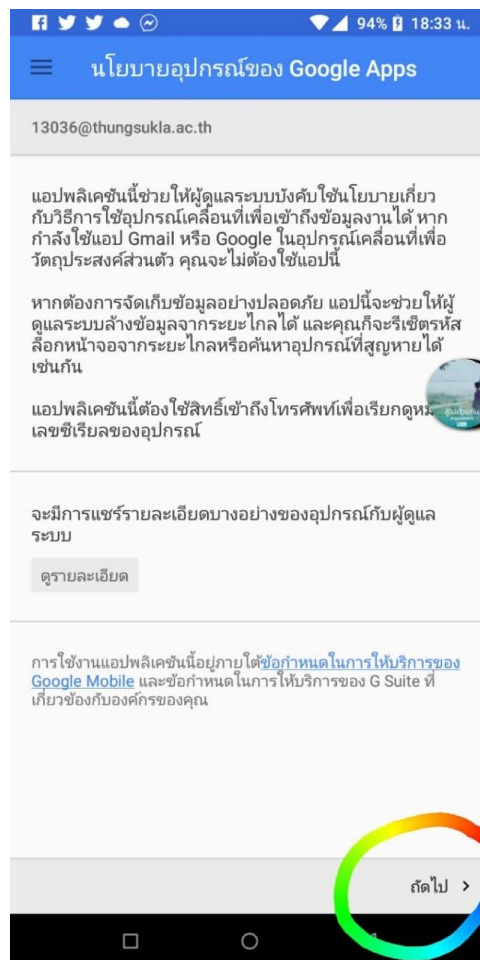 94% 18:33 น.
นโยบายอุปกรณ์ของ Google Apps
13036@thungsukla.ac.th
แอปพลิเคชันนี้ช่วยให้ผู้ดูแลระบบบังคับใช้นโยบายเกี่ยว
กับวิธีการใช้อุปกรณ์เคลื่อนที่เพื่อเข้าถึงข้อมูลงานได้ หาก
กำลังใช้แอป Gmail หรือ Google ในอุปกรณ์เคลื่อนที่เพื่อ
วัตถุประสงค์ส่วนตัว คุณจะไม่ต้องใช้แอปนี้
หากต้องการจัดเก็บข้อมูลอย่างปลอดภัย แอปนี้จะช่วยให้ผู้
ดูแลระบบล้างข้อมูลจากระยะไกลได้ และคุณก็จะรีเซ็ตรหัส
ล็อกหน้าจอจากระยะไกลหรือค้นหาอุปกรณ์ที่สูญหายได้
เช่นกัน
แอปพลิเคชันนี้ต้องใช้สิทธิ์เข้าถึงโทรศัพท์เพื่อเรียกดูหม
เลขซีเรียลของอุปกรณ์
จะมีการแชร์รายละเอียดบางอย่างของอุปกรณ์กับผู้ดูแล
ระบบ
ดูรายละเอียด
การใช้งานแอปพลิเคชันนี้อยู่ภายใต้ข้อกำหนดในการให้บริการของ
Google Mobile และข้อกำหนดในการให้บริการของ G Suite ที่
เกี่ยวข้องกับองค์กรของคุณ
ถัดไป